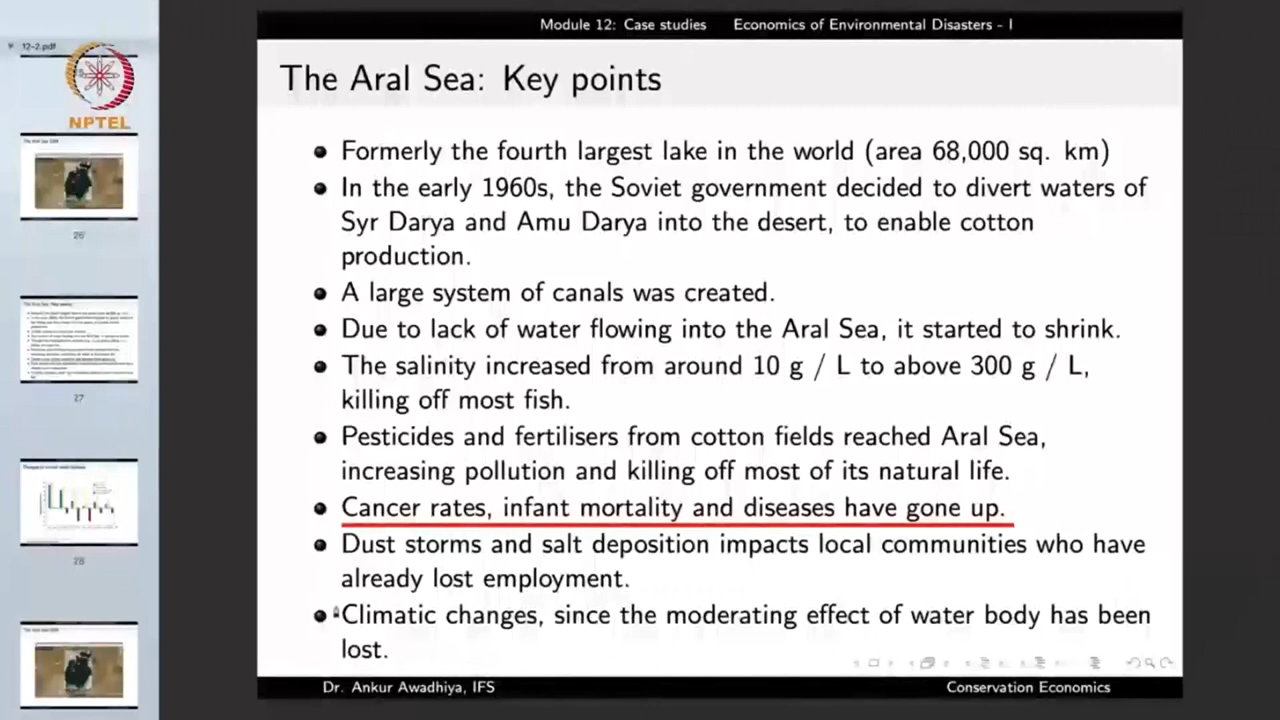 Module 12: Case studies Economics of Environmental Disasters - I
12-2.pdf
NPTEL
26
27
28
The Aral Sea: Key points
Formerly the fourth largest lake in the world (area 68,000 sq. km)
In the early 1960s, the Soviet government decided to divert waters of
Syr Darya and Amu Darya into the desert, to enable cotton
production.
A large system of canals was created.
Due to lack of water flowing into the Aral Sea, it started to shrink.
The salinity increased from around 10 g / L to above 300 g / L,
killing off most fish.
Pesticides and fertilisers from cotton fields reached Aral Sea,
increasing pollution and killing off most of its natural life.
Cancer rates, infant mortality and diseases have gone up.
Dust storms and salt deposition impacts local communities who have
already lost employment.
Climatic changes, since the moderating effect of water body has been
lost.
Dr. Ankur Awadhiya, IFS Conservation Economics